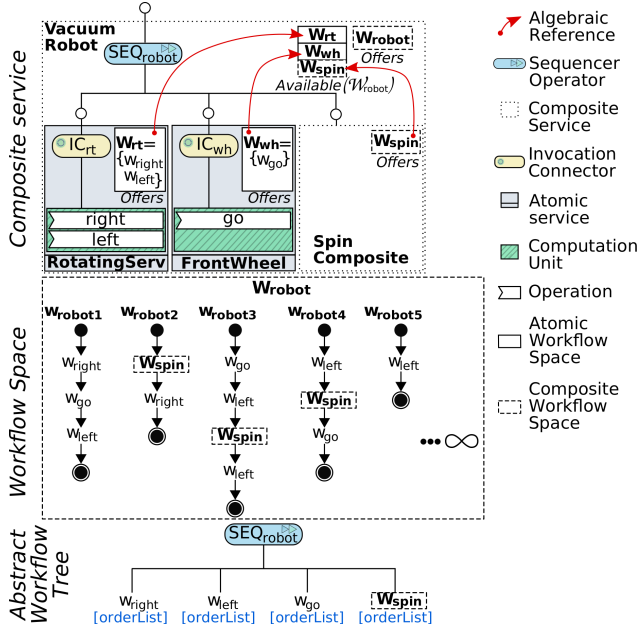 Composite service
Vacuum
Robot
SEQrobot
Wrt
Wwh
Wspin
Available(Wrobot)
Wrobot
Offers
ICrt
Wrt=
{wright
wleft}
Offers
right
left
RotatingServ
ICwh
Wwh=
{wgo}
Offers
go
FrontWheel
Wspin
Offers
Spin
Composite
Algebraic
Reference
Sequencer
Operator
Composite
Service
Invocation
Connector
Atomic
service
Computation
Unit
Operation
Atomic
Workflow
Space
Composite
Workflow
Space
Workflow Space
Wrobot
wrobot1
wright
wgo
wleft
wrobot2
Wspin
wright
wrobot3
wgo
wleft
Wspin
wleft
wrobot4
wleft
Wspin
wgo
wrobot5
wleft
•••∞
Abstract
Workflow
Tree
SEQrobot
wright wleft wgo Wspin
[orderList] [orderList] [orderList] [orderList]